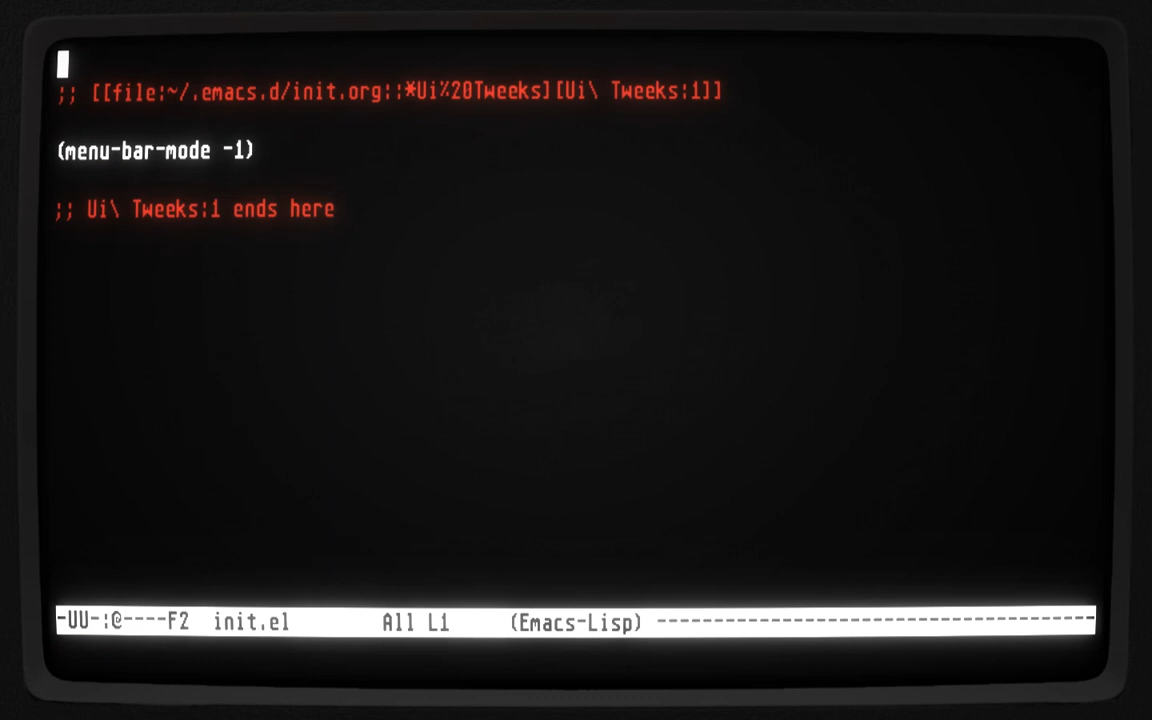 ;; [[file:~/.emacs.d/init.org::*Ui%20Tweeks][Ui\ Tweeks:1]]
(menu-bar-mode -1)
;; Ui\ Tweeks:1 ends here
-UU-:@----F2 init.el All L1 (Emacs-Lisp) ---------------------------------------